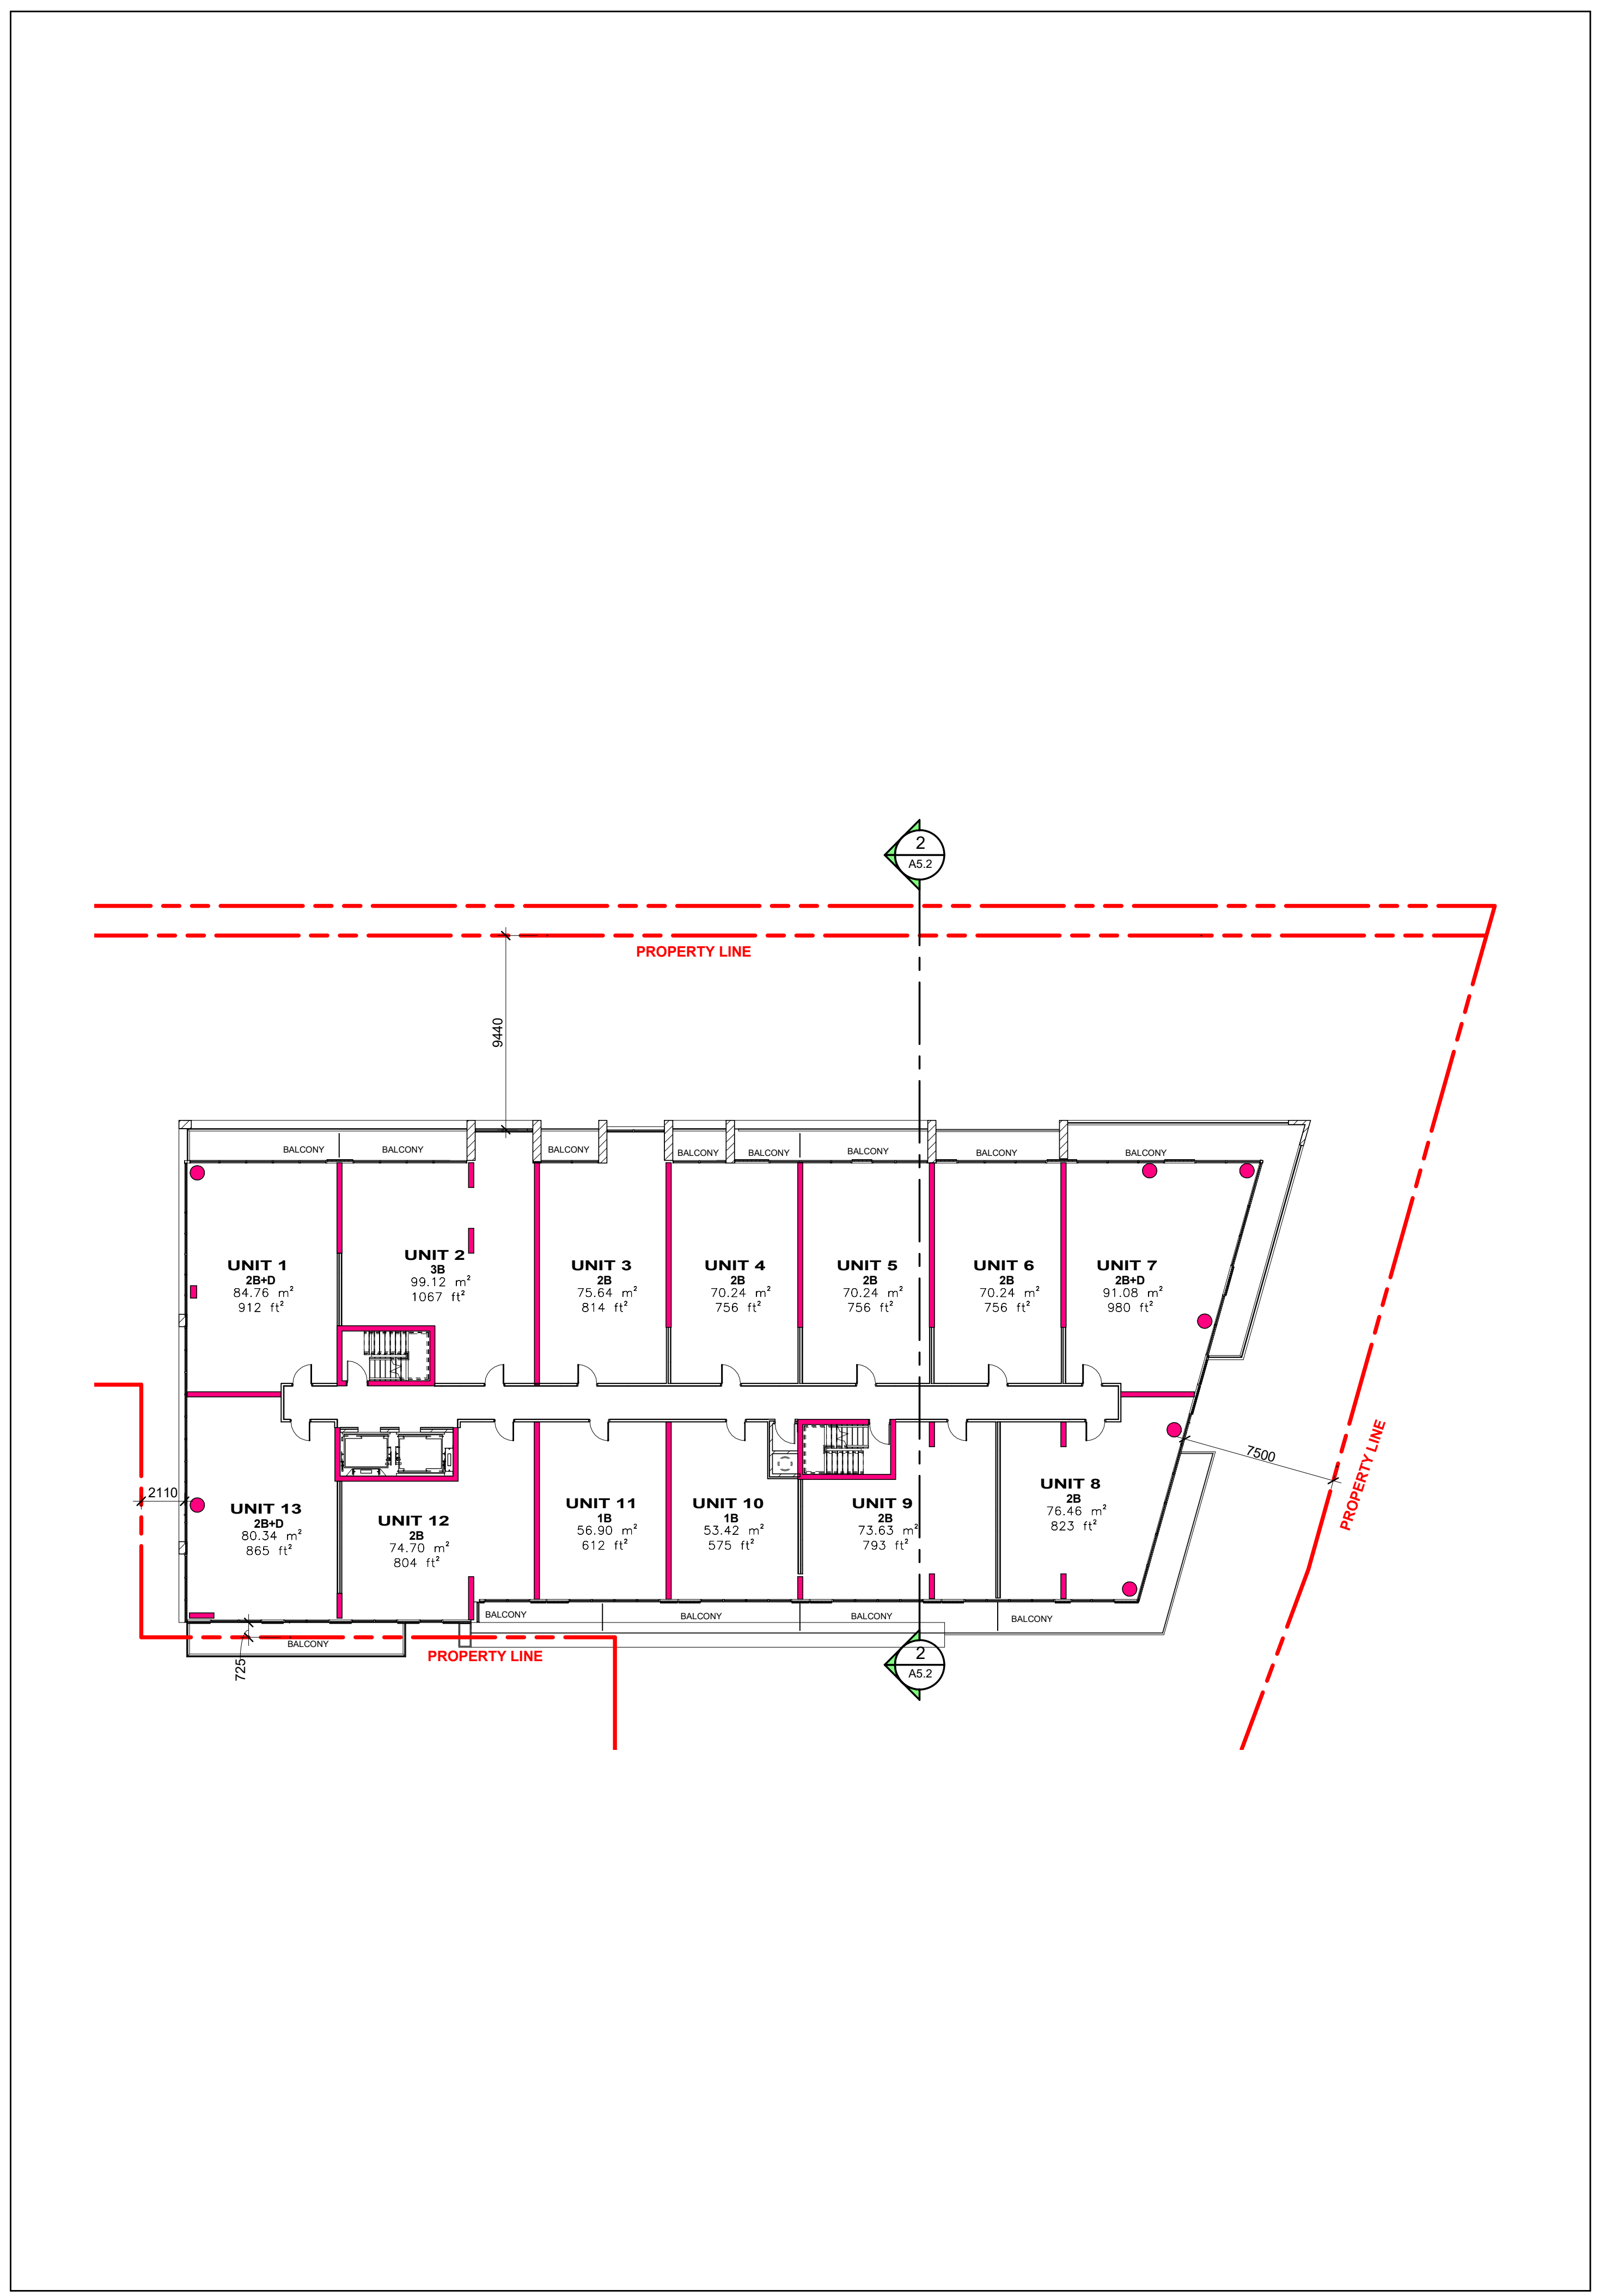 2
A5.2
PROPERTY LINE
9440
BALCONY
BALCONY
BALCONY
BALCONY
BALCONY
BALCONY
BALCONY
BALCONY
UNIT 1
2B+D
84.76 m²
912 ft²
UNIT 2
3B
99.12 m²
1067 ft²
UNIT 3
2B
75.64 m²
814 ft²
UNIT 4
2B
70.24 m²
756 ft²
UNIT 5
2B
70.24 m²
756 ft²
UNIT 6
2B
70.24 m²
756 ft²
UNIT 7
2B+D
91.08 m²
980 ft²
2110
UNIT 13
2B+D
80.34 m²
865 ft²
UNIT 12
2B
74.70 m²
804 ft²
UNIT 11
1B
56.90 m²
612 ft²
UNIT 10
1B
53.42 m²
575 ft²
UNIT 9
2B
73.63 m²
793 ft²
UNIT 8
2B
76.46 m²
823 ft²
7500
PROPERTY LINE
BALCONY
BALCONY
BALCONY
BALCONY
BALCONY
725
PROPERTY LINE
2
A5.2